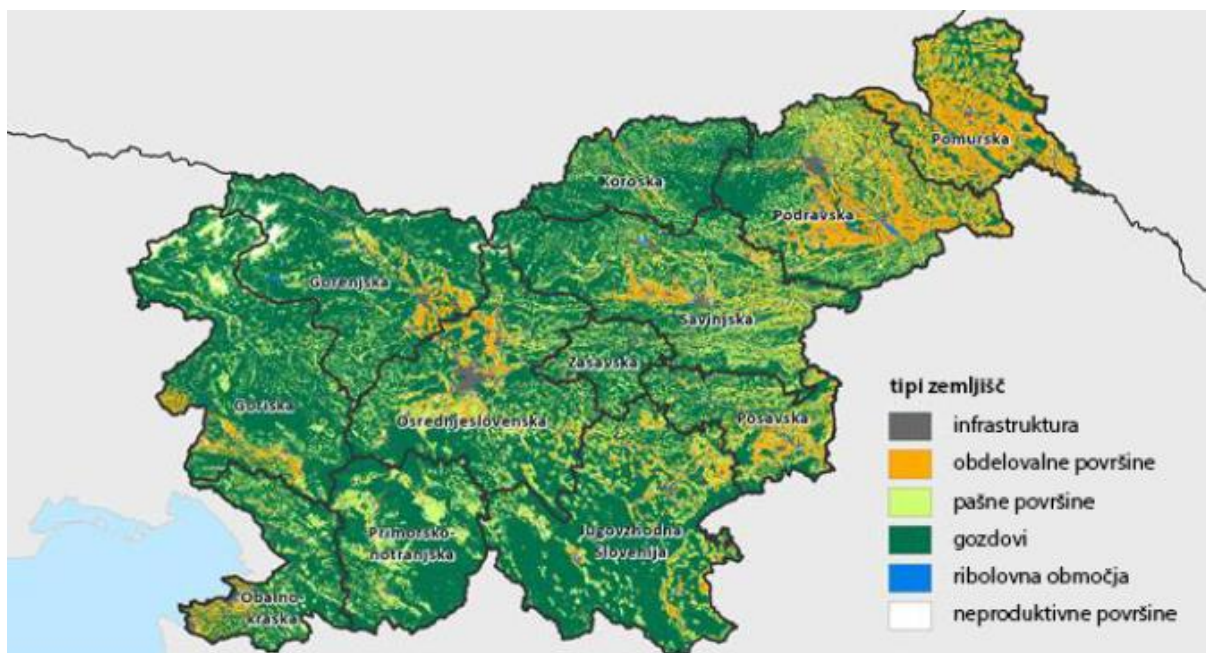 Pomurska
Koroška
Podravska
Gorenjska
Savinjska
Zasavska
Goriška
Osrednjeslovenska
Posavska
Primorsko-
notranjska
Jugovzhodna
Slovenija
Obalno-
kraška
tipi zemljišč
infrastruktura
obdelovalne površine
pašne površine
gozdovi
ribolovna območja
neproduktivne površine